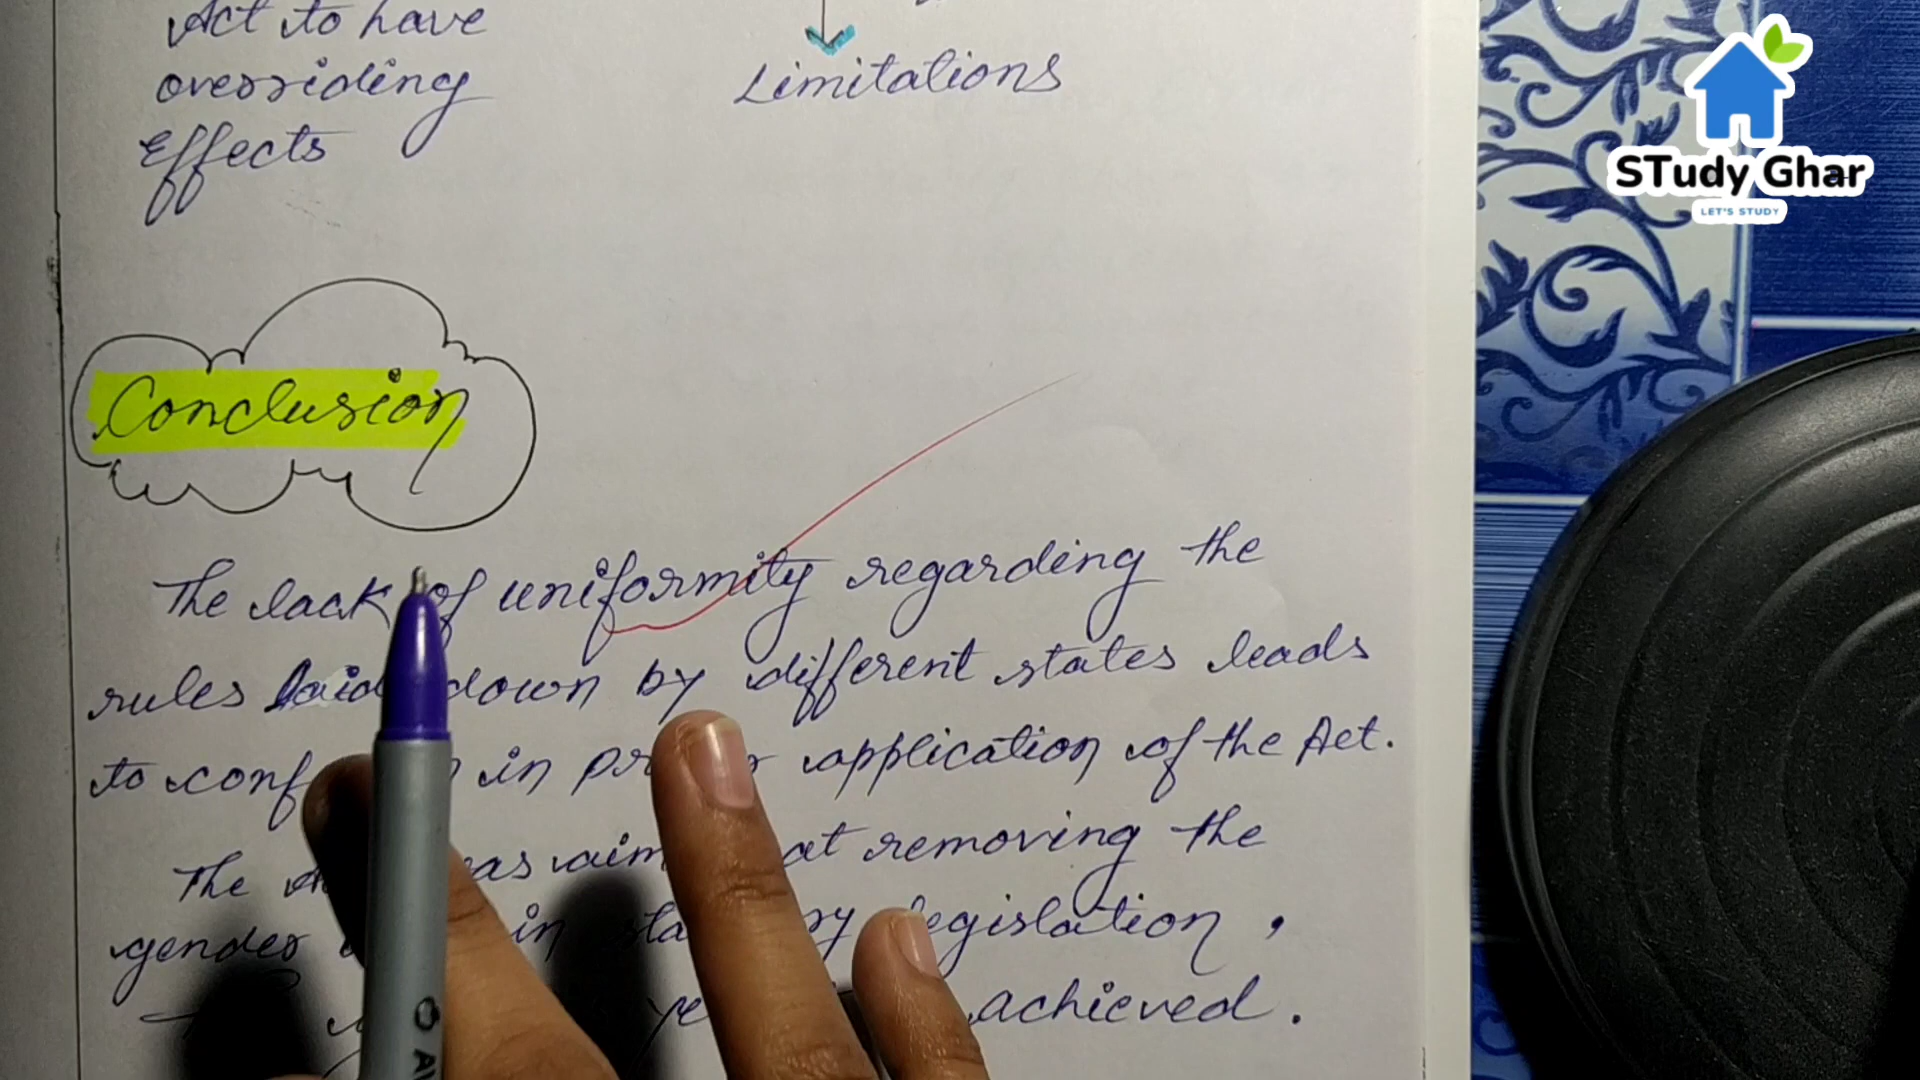 Act to have
overriding
Effects
Limitations
STudy Ghar
LET'S STUDY
Conclusion
The lack of uniformity regarding the
rules laid down by different states leads
to in application of the Act.
The at removing the
gender in legislation,
achieved.